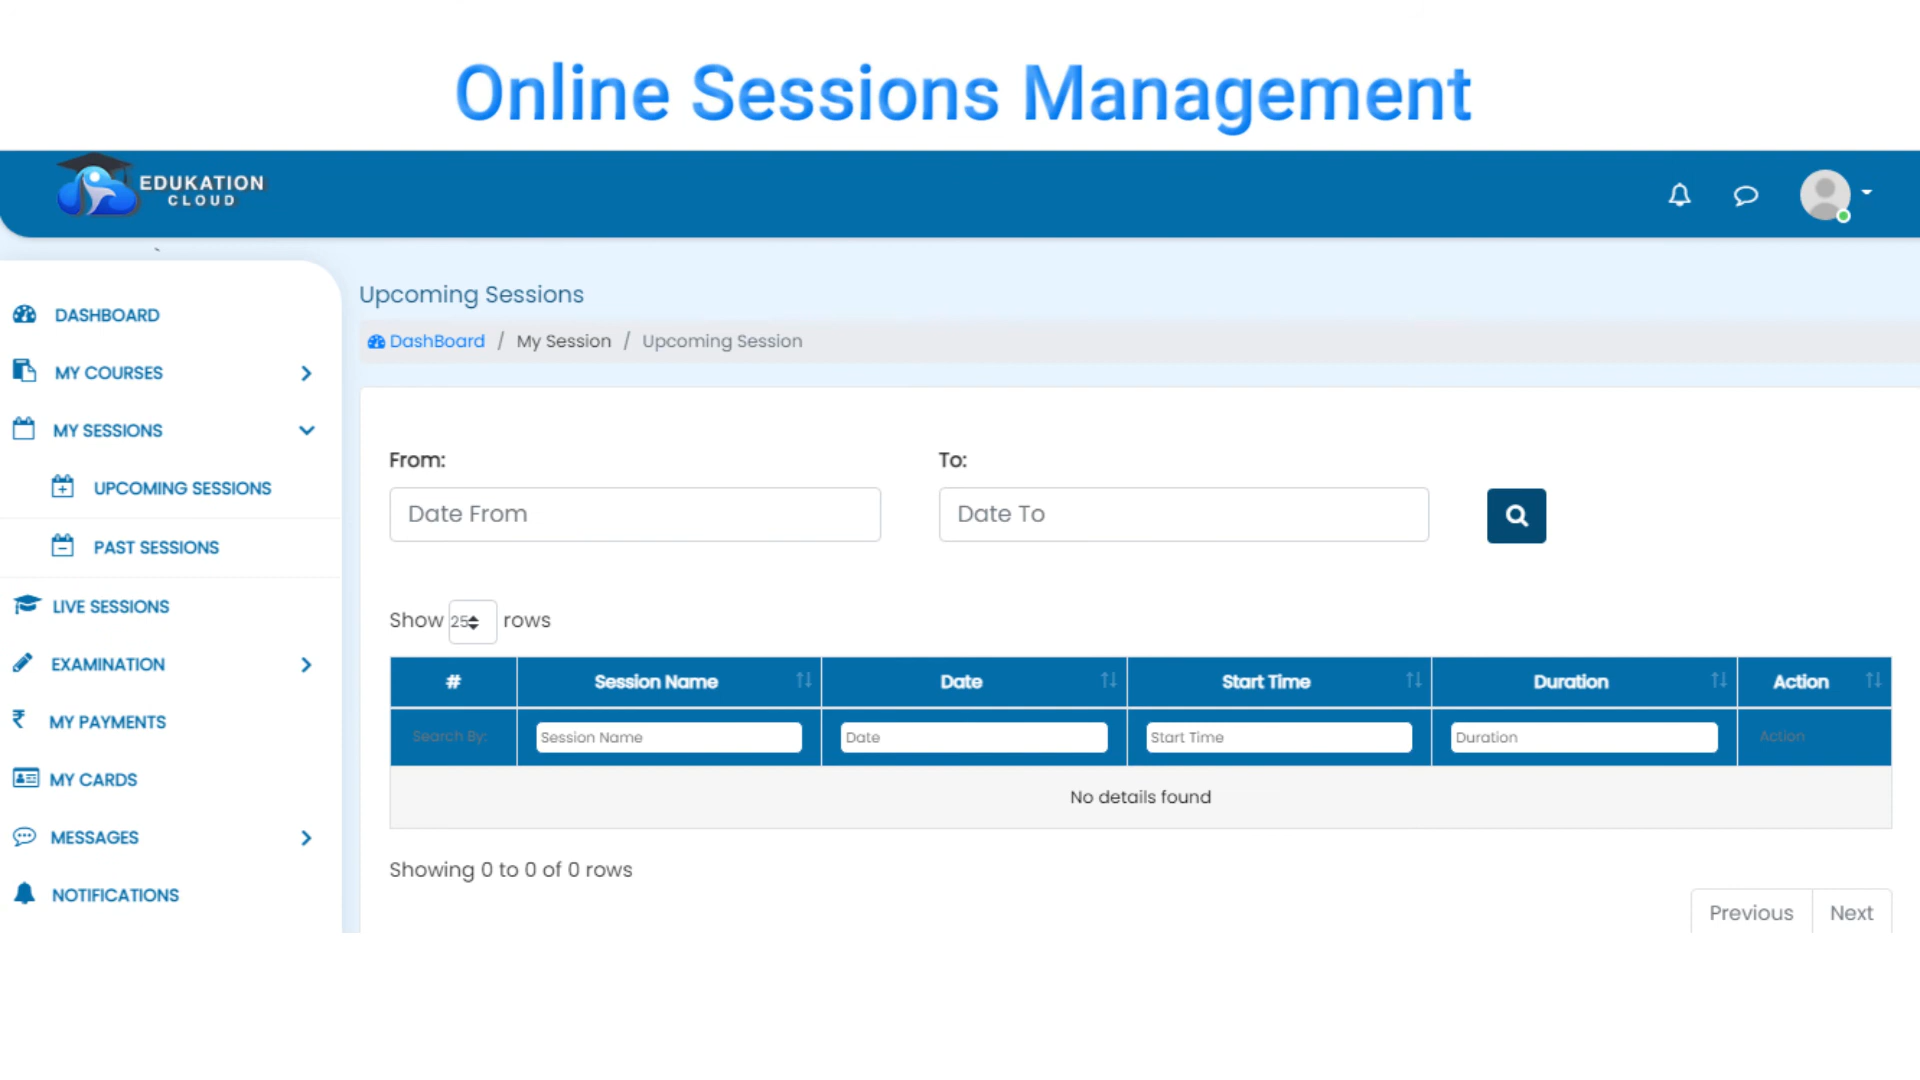 Online Sessions Management
EDUKATION
CLOUD
DASHBOARD
MY COURSES
MY SESSIONS
UPCOMING SESSIONS
PAST SESSIONS
LIVE SESSIONS
EXAMINATION
MY PAYMENTS
MY CARDS
MESSAGES
NOTIFICATIONS
Upcoming Sessions
DashBoard / My Session / Upcoming Session
From: To:
Date From Date To
Show 25 rows
# Session Name Date Start Time Duration Action
Search By: Session Name Date Start Time Duration Action
No details found
Showing 0 to 0 of 0 rows
Previous Next